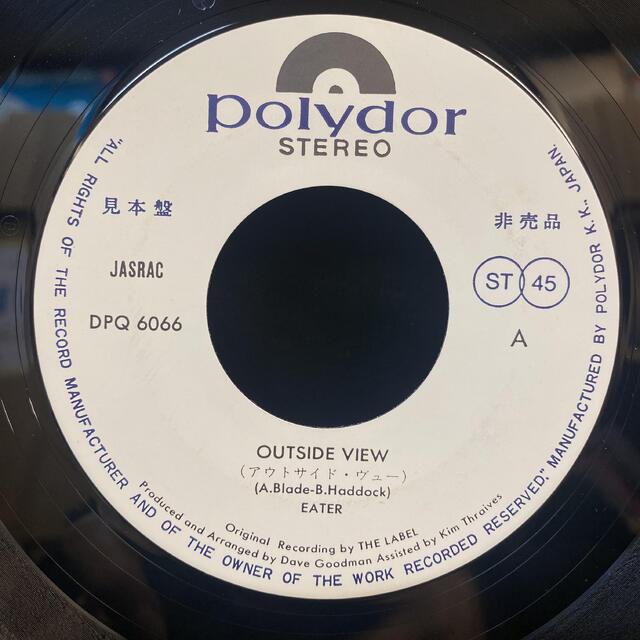 polydor
STEREO
見本盤
非売品
JASRAC
ST 45
DPQ 6066
A
OUTSIDE VIEW
(アウトサイド・ヴュー)
(A.Blade-B.Haddock)
EATER
Original Recording by THE LABEL
Produced and Arranged by Dave Goodman Assisted by Kim Thraives
"ALL RIGHTS OF THE RECORD MANUFACTURER AND OF THE OWNER OF THE WORK RECORDED RESERVED." MANUFACTURED BY POLYDOR K.K., JAPAN.